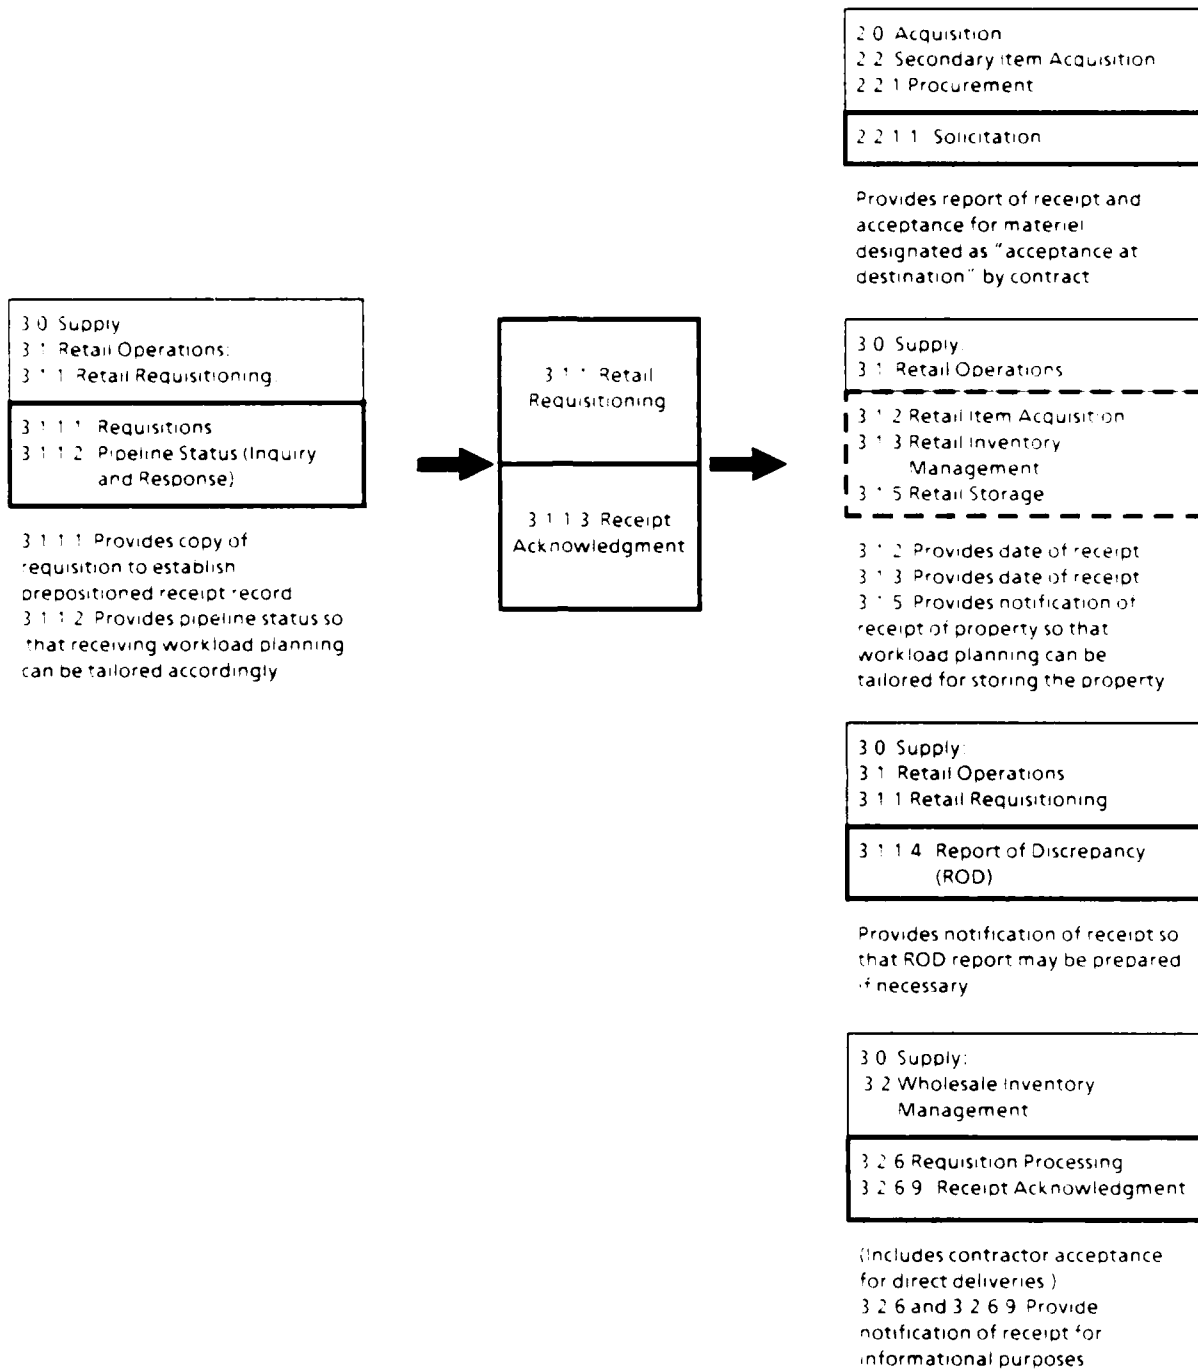 3 0 Supply
3 1 Retail Operations:
3 1 1 Retail Requisitioning
3 1 1 1 Requisitions
3 1 1 2 Pipeline Status (Inquiry
and Response)
3 1 1 1 Provides copy of
requisition to establish
prepositioned receipt record
3 1 1 2 Provides pipeline status so
that receiving workload planning
can be tailored accordingly
3 1 1 Retail
Requisitioning
3 1 1 3 Receipt
Acknowledgment
2 0 Acquisition
2 2 Secondary Item Acquisition
2 2 1 Procurement
2 2 1 1 Solicitation
Provides report of receipt and
acceptance for materiel
designated as "acceptance at
destination" by contract
3 0 Supply:
3 1 Retail Operations
3 1 2 Retail Item Acquisition
3 1 3 Retail Inventory
Management
3 1 5 Retail Storage
3 1 2 Provides date of receipt
3 1 3 Provides date of receipt
3 1 5 Provides notification of
receipt of property so that
workload planning can be
tailored for storing the property
3 0 Supply:
3 1 Retail Operations
3 1 1 Retail Requisitioning
3 1 1 4 Report of Discrepancy
(ROD)
Provides notification of receipt so
that ROD report may be prepared
if necessary
3 0 Supply:
3 2 Wholesale Inventory
Management
3 2 6 Requisition Processing
3 2 6 9 Receipt Acknowledgment
(Includes contractor acceptance
for direct deliveries )
3 2 6 and 3 2 6 9 Provide
notification of receipt for
informational purposes